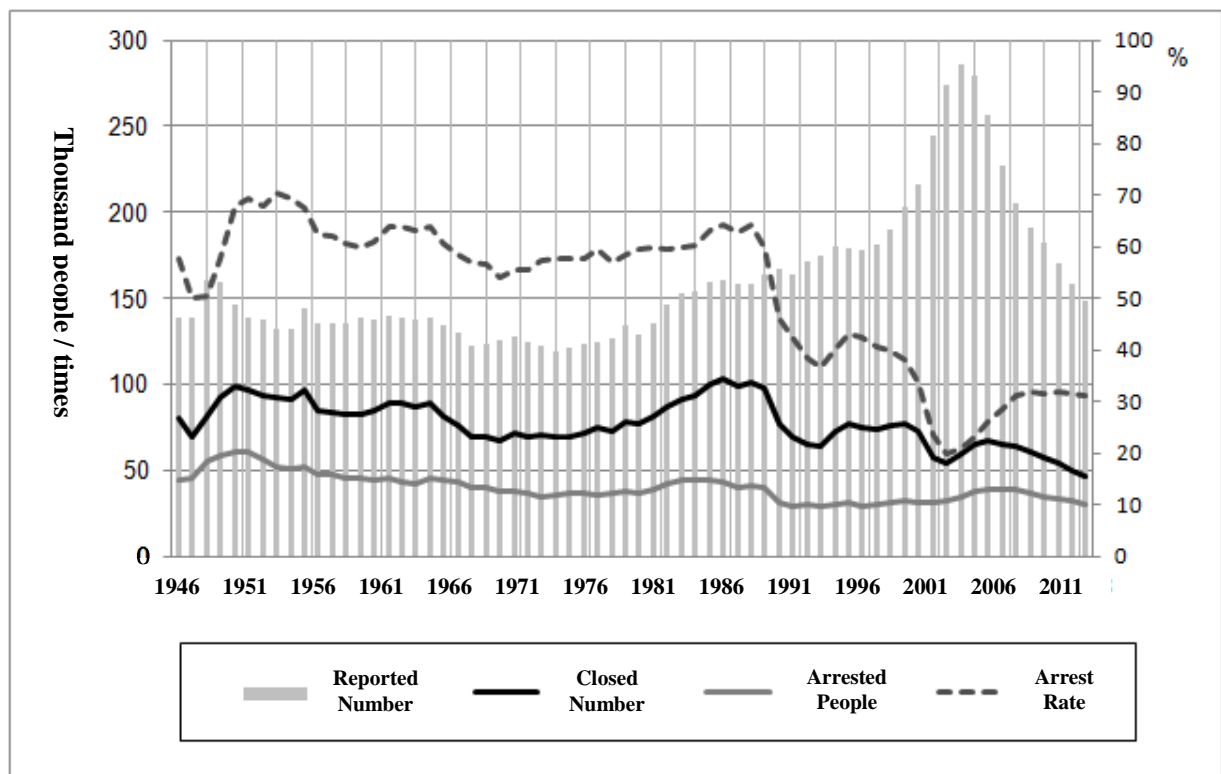 300
250
200
150
100
50
0
Thousand people / times
100
90
80
70
60
50
40
30
20
10
0
%
1946 1951 1956 1961 1966 1971 1976 1981 1986 1991 1996 2001 2006 2011
Reported
Number
Closed
Number
Arrested
People
Arrest
Rate